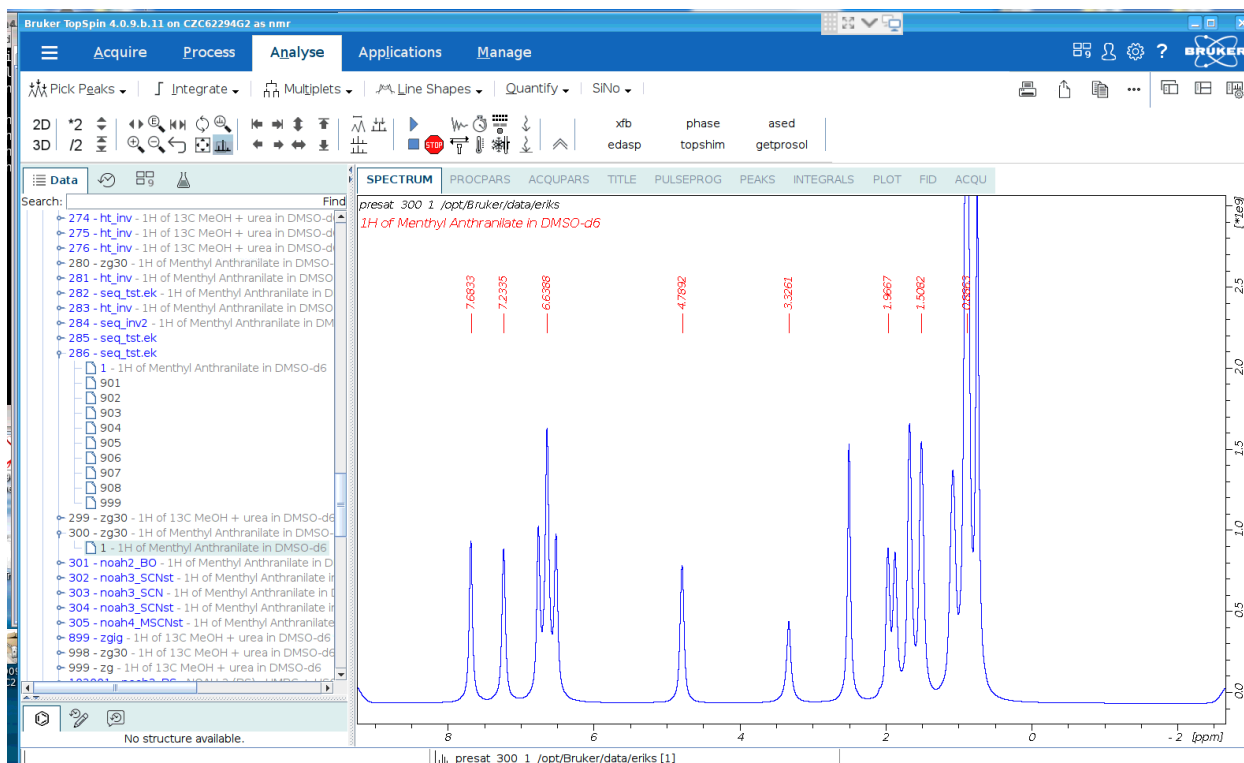 Bruker TopSpin 4.0.9.b.11 on CZC62294G2 as nmr
Acquire Process Analyse Applications Manage
BRUKER
Pick Peaks Integrate Multiplets Line Shapes Quantify SiNo
2D *2
3D /2
STOP
xfb phase ased
edasp topshim getprosol
Data
Search: Find
274 - ht_inv - 1H of 13C MeOH + urea in DMSO-d
275 - ht_inv - 1H of 13C MeOH + urea in DMSO-
276 - ht_inv - 1H of 13C MeOH + urea in DMSO-
280 - zg30 - 1H of Menthyl Anthranilate in DMSO-
281 - ht_inv - 1H of Menthyl Anthranilate in DMSO
282 - seq_tst.ek - 1H of Menthyl Anthranilate in D
283 - ht_inv - 1H of Menthyl Anthranilate in DMSO
284 - seq_inv2 - 1H of Menthyl Anthranilate in DM
285 - seq_tst.ek
286 - seq_tst.ek
1 - 1H of Menthyl Anthranilate in DMSO-d6
901
902
903
904
905
906
907
908
999
299 - zg30 - 1H of 13C MeOH + urea in DMSO-d6
300 - zg30 - 1H of Menthyl Anthranilate in DMSO-
1 - 1H of Menthyl Anthranilate in DMSO-d6
301 - noah2_BO - 1H of Menthyl Anthranilate in D
302 - noah3_SCNst - 1H of Menthyl Anthranilate i
303 - noah3_SCN - 1H of Menthyl Anthranilate in
304 - noah3_SCNst - 1H of Menthyl Anthranilate i
305 - noah4_MSCNst - 1H of Menthyl Anthranilate
899 - zgig - 1H of 13C MeOH + urea in DMSO-d6
998 - zg30 - 1H of 13C MeOH + urea in DMSO-d6
999 - zg - 1H of 13C MeOH + urea in DMSO-d6
No structure available.
SPECTRUM PROCPARS ACQUPARS TITLE PULSEPROG PEAKS INTEGRALS PLOT FID ACQU
presat 300 1 /opt/Bruker/data/eriks
1H of Menthyl Anthranilate in DMSO-d6
7.6833 7.2335 6.6388 4.7892 3.3261 1.9667 1.5082
[*1e9]
2.5
2.0
1.5
1.0
0.5
0.0
8 6 4 2 0 - 2 [ppm]
presat 300 1 /opt/Bruker/data/eriks [1]